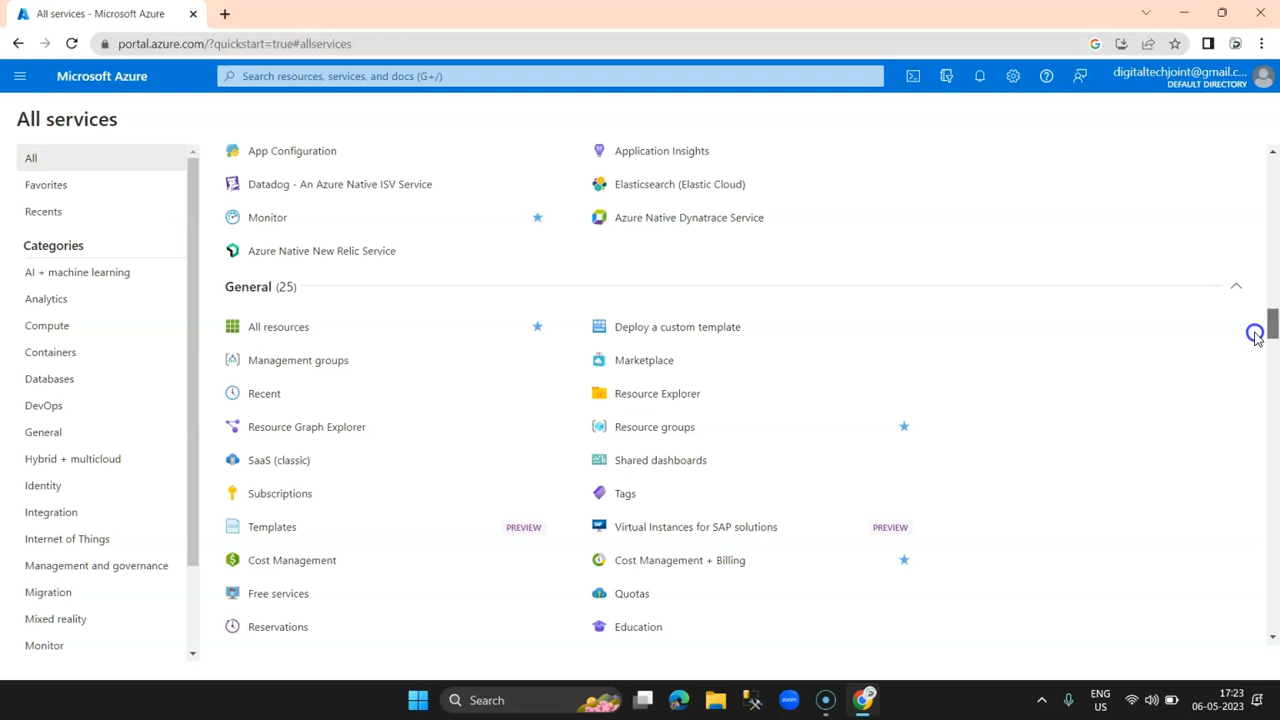 All services - Microsoft Azure
portal.azure.com/?quickstart=true#allservices
Microsoft Azure
Search resources, services, and docs (G+/)
digitaltechjoint@gmail.c...
DEFAULT DIRECTORY
All services
All
Favorites
Recents
Categories
AI + machine learning
Analytics
Compute
Containers
Databases
DevOps
General
Hybrid + multicloud
Identity
Integration
Internet of Things
Management and governance
Migration
Mixed reality
Monitor
App Configuration
Application Insights
Datadog - An Azure Native ISV Service
Elasticsearch (Elastic Cloud)
Monitor
Azure Native Dynatrace Service
Azure Native New Relic Service
General (25)
All resources
Deploy a custom template
Management groups
Marketplace
Recent
Resource Explorer
Resource Graph Explorer
Resource groups
SaaS (classic)
Shared dashboards
Subscriptions
Tags
Templates PREVIEW
Virtual Instances for SAP solutions PREVIEW
Cost Management
Cost Management + Billing
Free services
Quotas
Reservations
Education
Search
ENG
US
17:23
06-05-2023